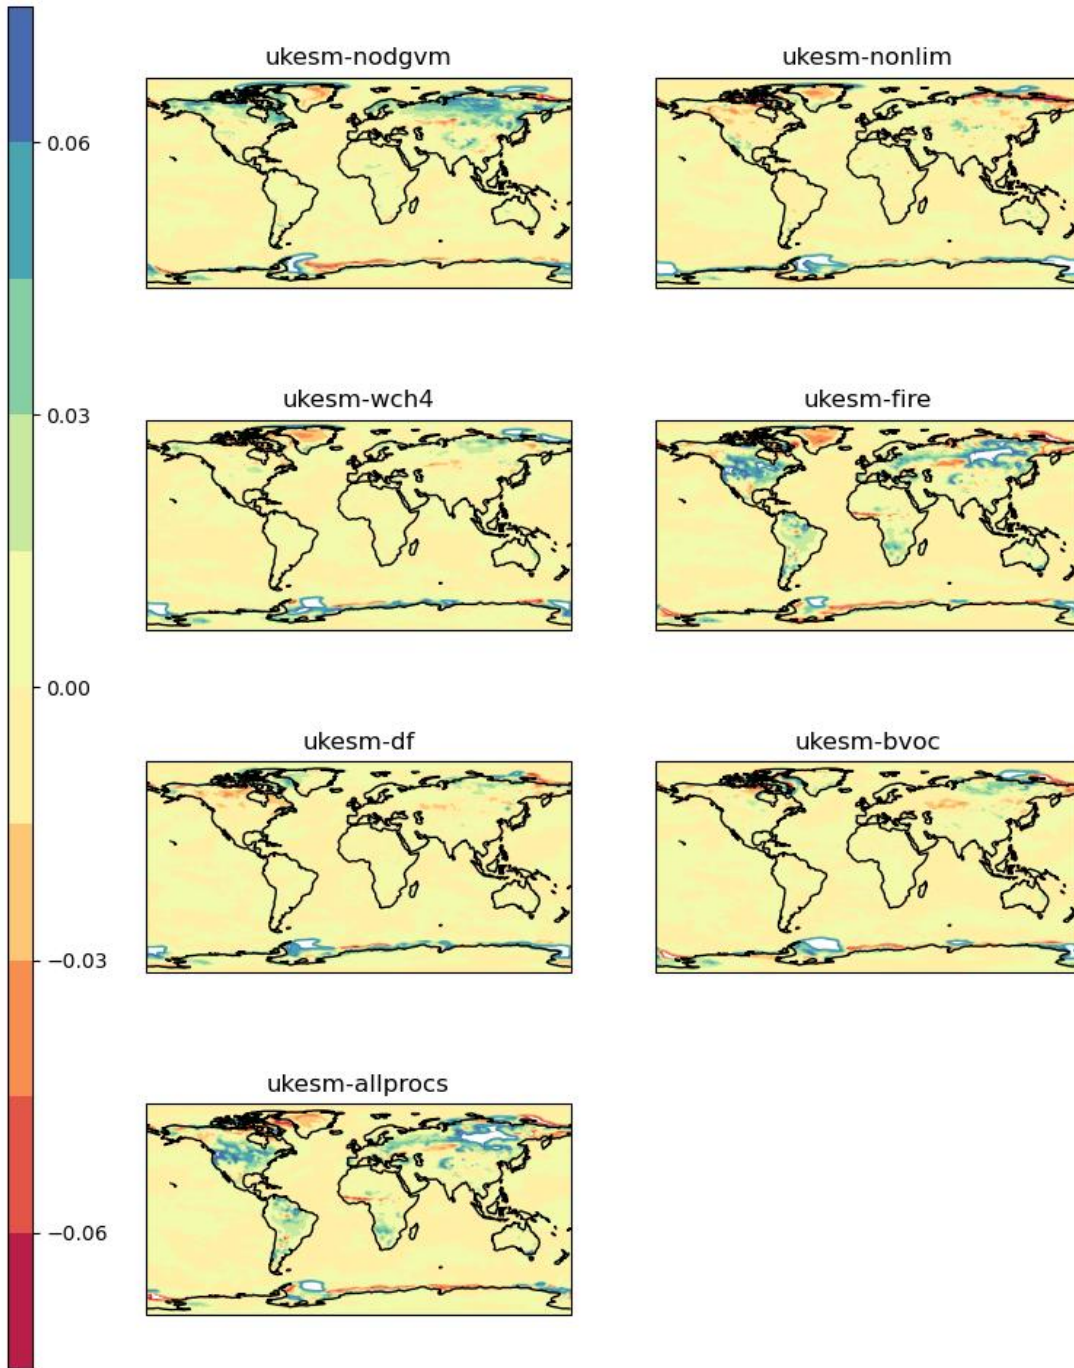 ukesm-nodgvm
ukesm-nonlim
0.06
ukesm-wch4
ukesm-fire
0.03
0.00
ukesm-df
ukesm-bvoc
−0.03
ukesm-allprocs
−0.06